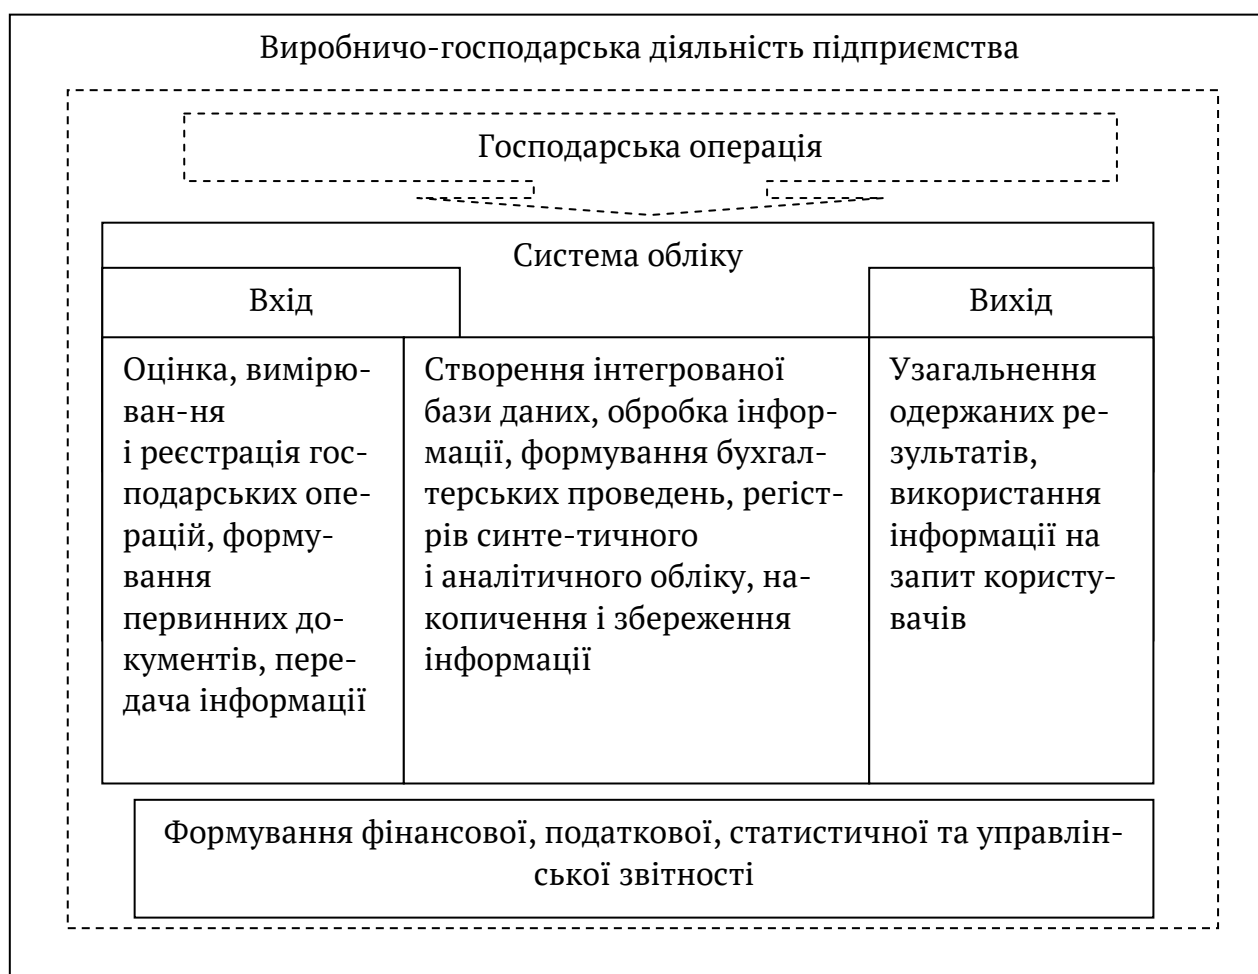 Виробничо-господарська діяльність підприємства
Господарська операція
Система обліку
Вхід
Вихід
Оцінка, вимірю-
ван-ня
і реєстрація гос-
подарських опе-
рацій, форму-
вання
первинних до-
кументів, пере-
дача інформації
Створення інтегрованої
бази даних, обробка інфор-
мації, формування бухгал-
терських проведень, регіст-
рів синте-тичного
і аналітичного обліку, на-
копичення і збереження
інформації
Узагальнення
одержаних ре-
зультатів,
використання
інформації на
запит користу-
вачів
Формування фінансової, податкової, статистичної та управлін-
ської звітності